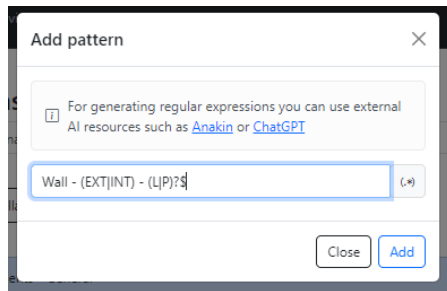 Add pattern
For generating regular expressions you can use external
AI resources such as Anakin or ChatGPT
Wall - (EXT|INT) - (L|P)?$
(.*)
Close
Add